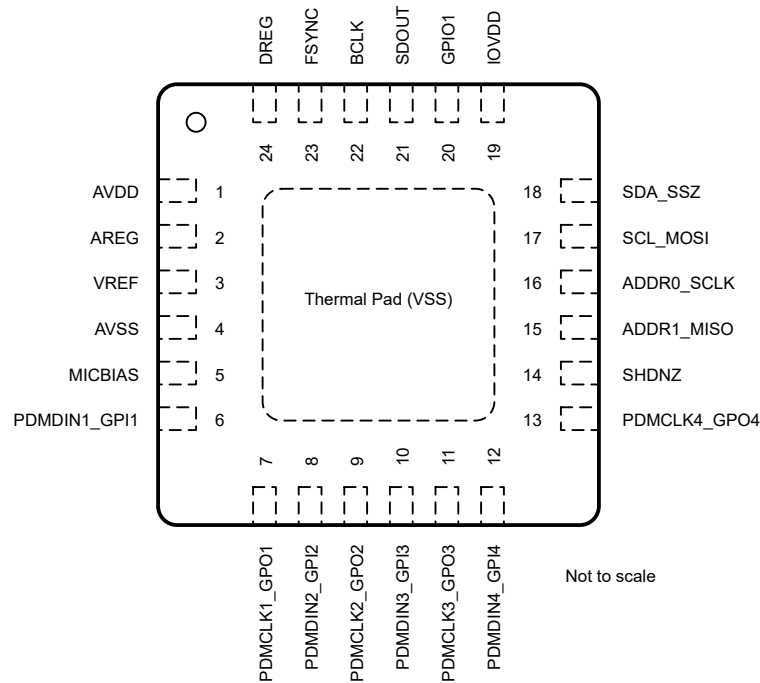 DREG
FSYNC
BCLK
SDOUT
GPIO1
IOVDD
24
23
22
21
20
19
AVDD 1
AREG 2
VREF 3
AVSS 4
MICBIAS 5
PDMDIN1_GPI1 6
Thermal Pad (VSS)
18 SDA_SSZ
17 SCL_MOSI
16 ADDR0_SCLK
15 ADDR1_MISO
14 SHDNZ
13 PDMCLK4_GPO4
7
8
9
10
11
12
PDMCLK1_GPO1
PDMDIN2_GPI2
PDMCLK2_GPO2
PDMDIN3_GPI3
PDMCLK3_GPO3
PDMDIN4_GPI4
Not to scale